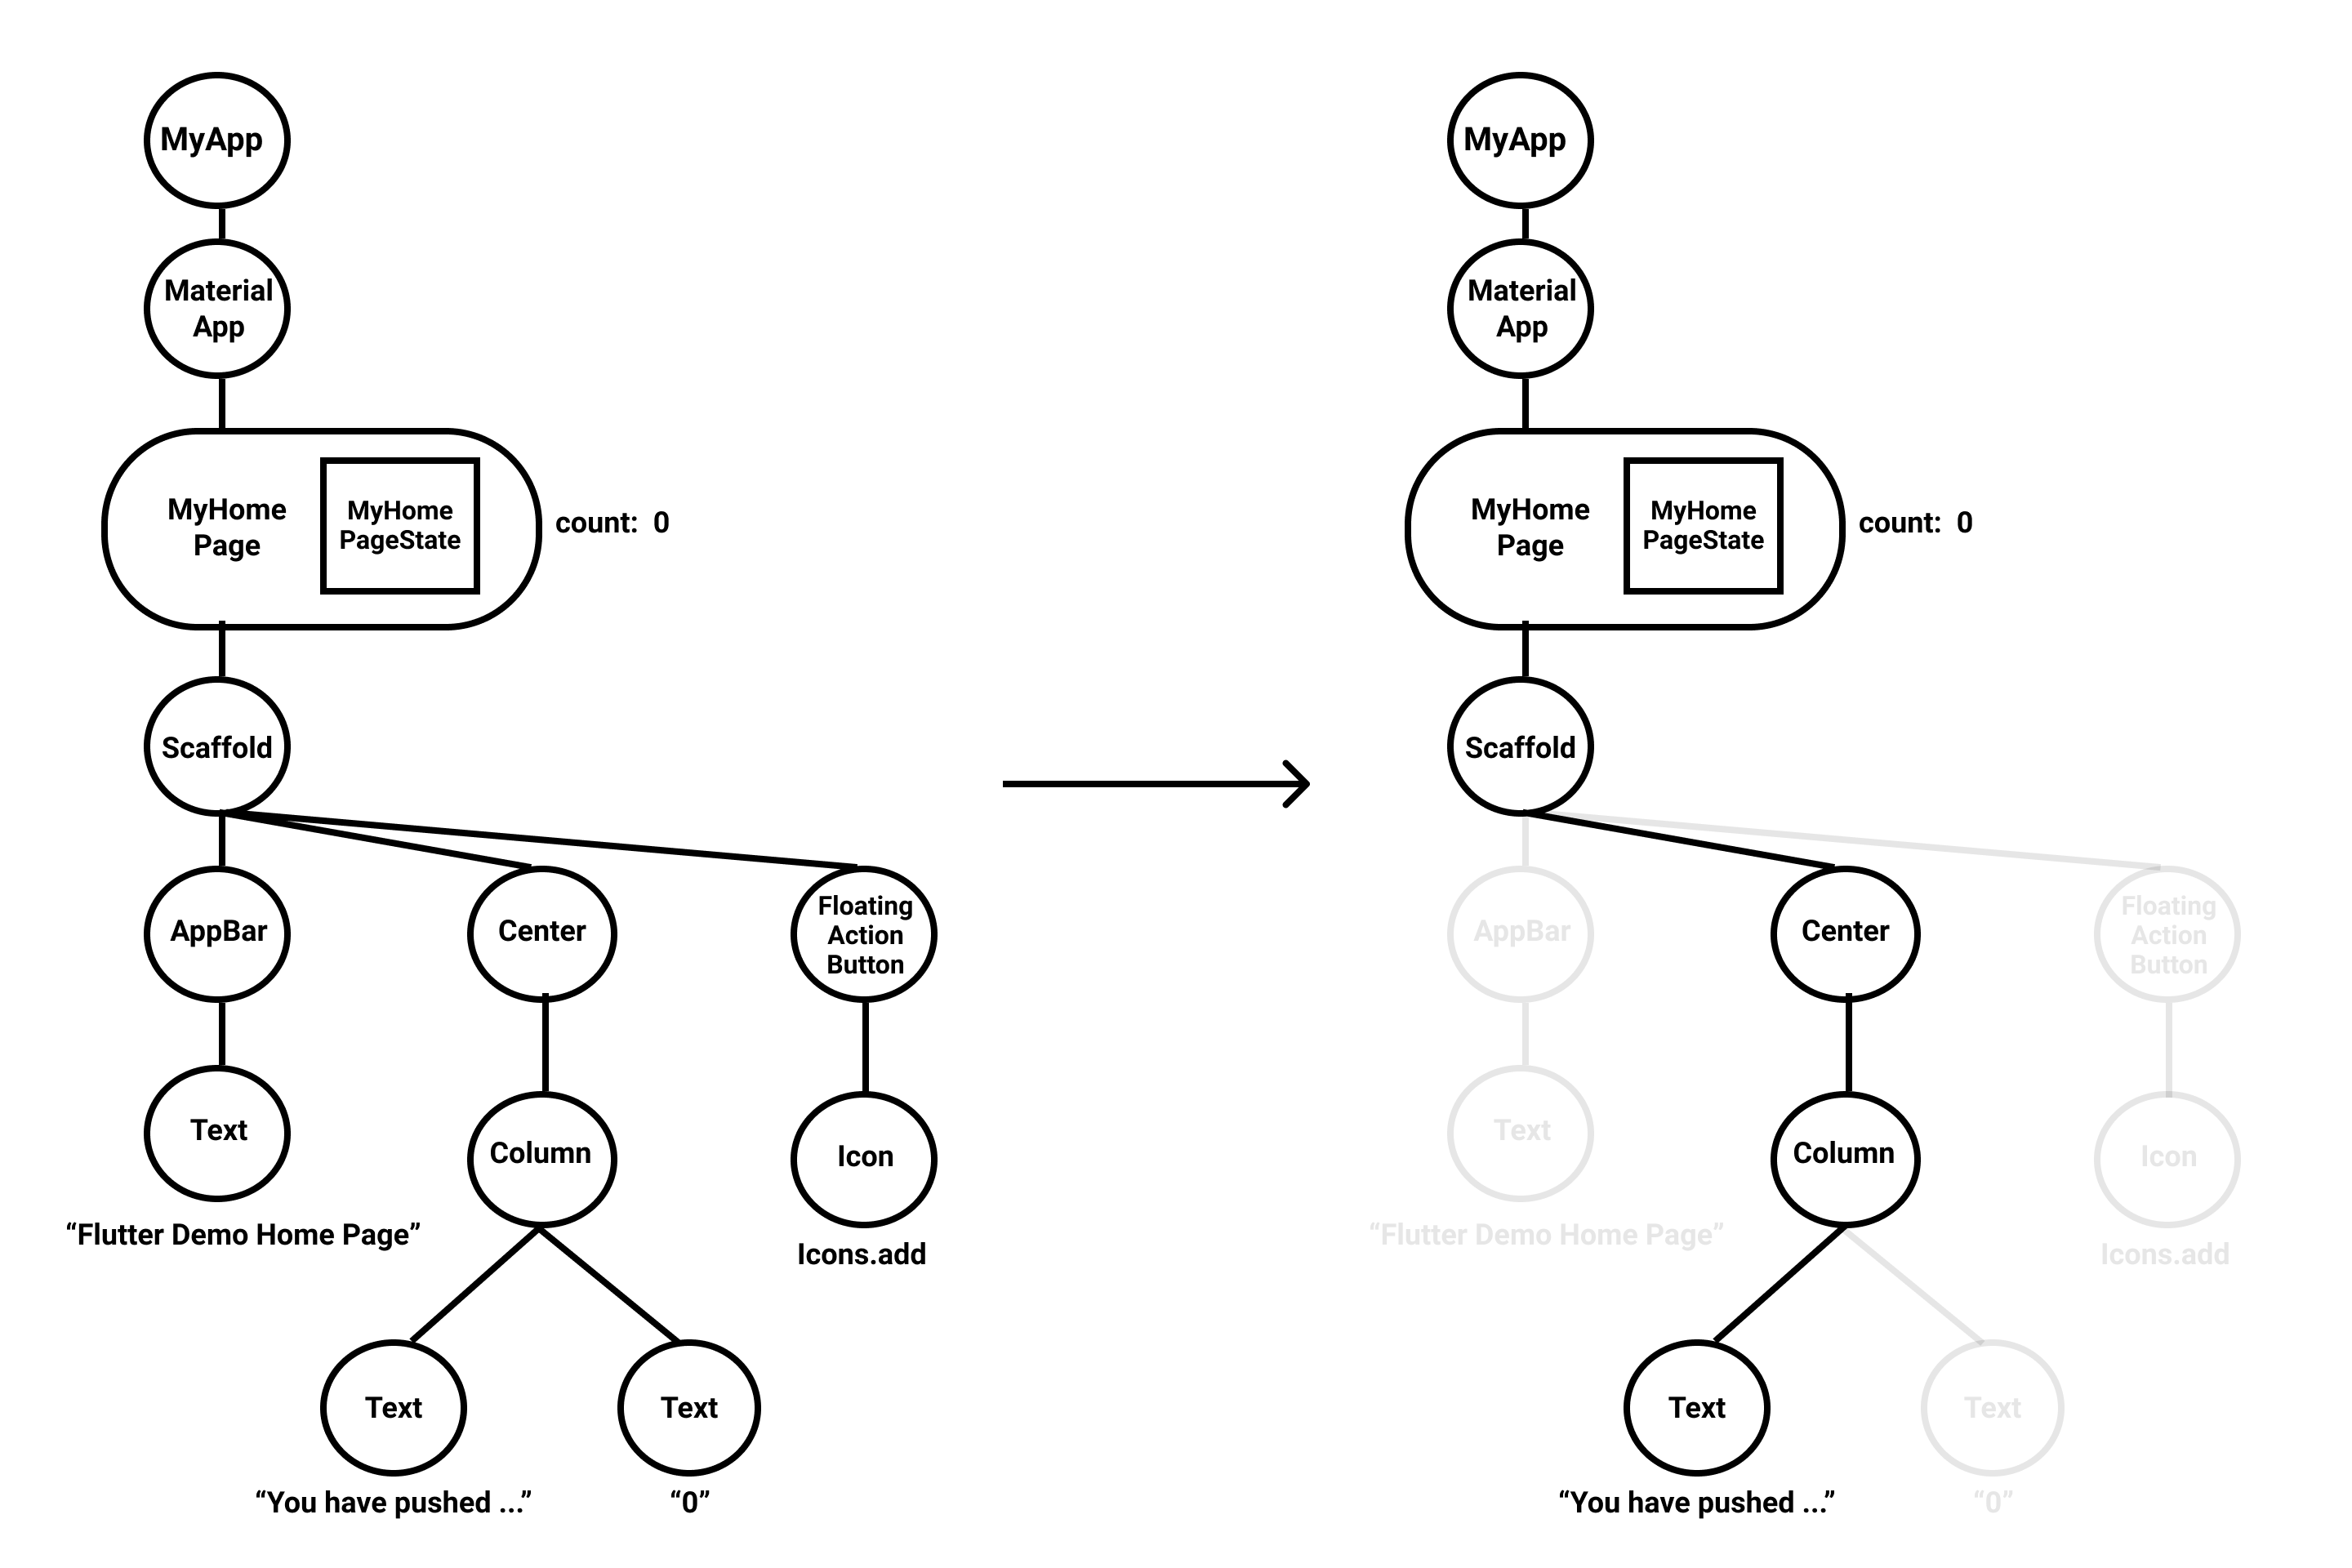 MyApp
Material
App
MyHome
Page
MyHome
PageState
count: 0
Scaffold
AppBar
Center
Floating
Action
Button
Text
Column
Icon
“Flutter Demo Home Page”
Icons.add
Text
Text
“You have pushed ...”
“0”
MyApp
Material
App
MyHome
Page
MyHome
PageState
count: 0
Scaffold
AppBar
Center
Floating
Action
Button
Text
Column
Icon
“Flutter Demo Home Page”
Icons.add
Text
Text
“You have pushed ...”
“0”